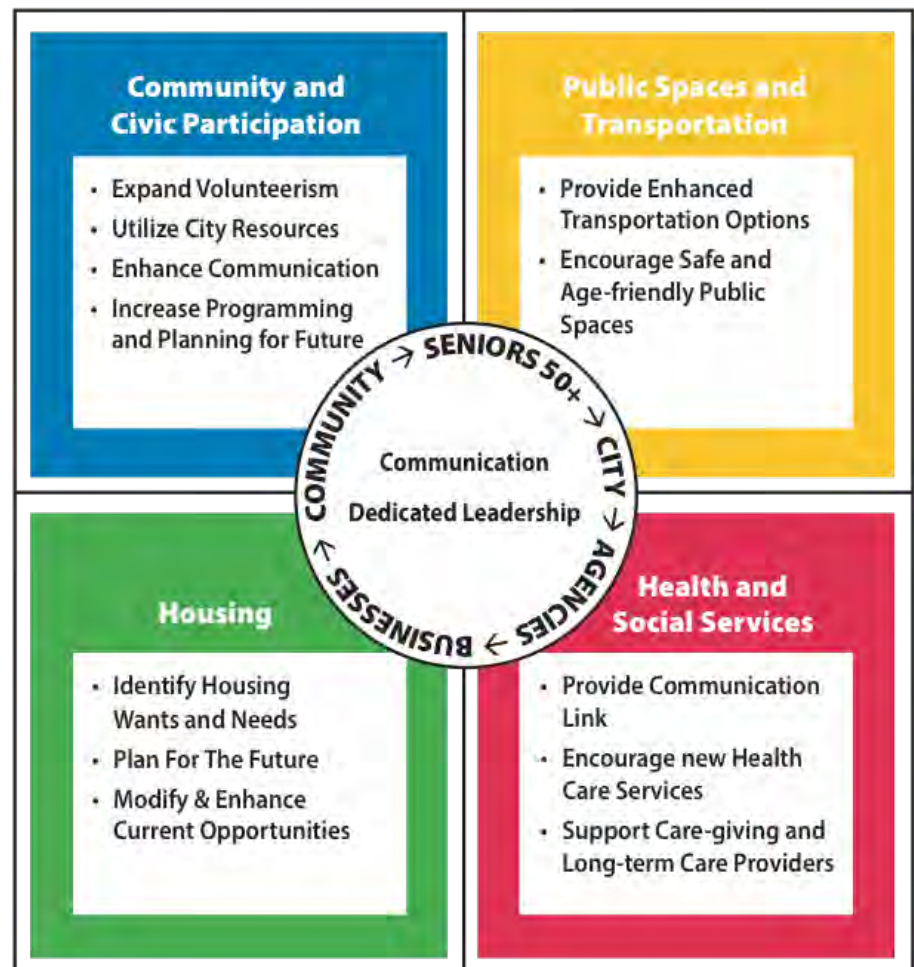 Community and
Civic Participation
• Expand Volunteerism
• Utilize City Resources
• Enhance Communication
• Increase Programming
and Planning for Future
Public Spaces and
Transportation
• Provide Enhanced
Transportation Options
• Encourage Safe and
Age-friendly Public
Spaces
COMMUNITY → SENIORS 50+ → CITY → AGENCIES → BUSINESSES →
Communication
Dedicated Leadership
Housing
• Identify Housing
Wants and Needs
• Plan For The Future
• Modify & Enhance
Current Opportunities
Health and
Social Services
• Provide Communication
Link
• Encourage new Health
Care Services
• Support Care-giving and
Long-term Care Providers